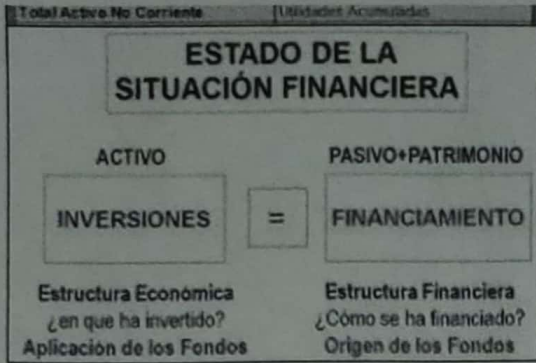 Total Activo No Corriente
Utilidades Acumuladas
ESTADO DE LA
SITUACIÓN FINANCIERA
ACTIVO
PASIVO+PATRIMONIO
INVERSIONES
=
FINANCIAMIENTO
Estructura Económica
Estructura Financiera
¿en que ha invertido?
¿Cómo se ha financiado?
Aplicación de los Fondos
Origen de los Fondos